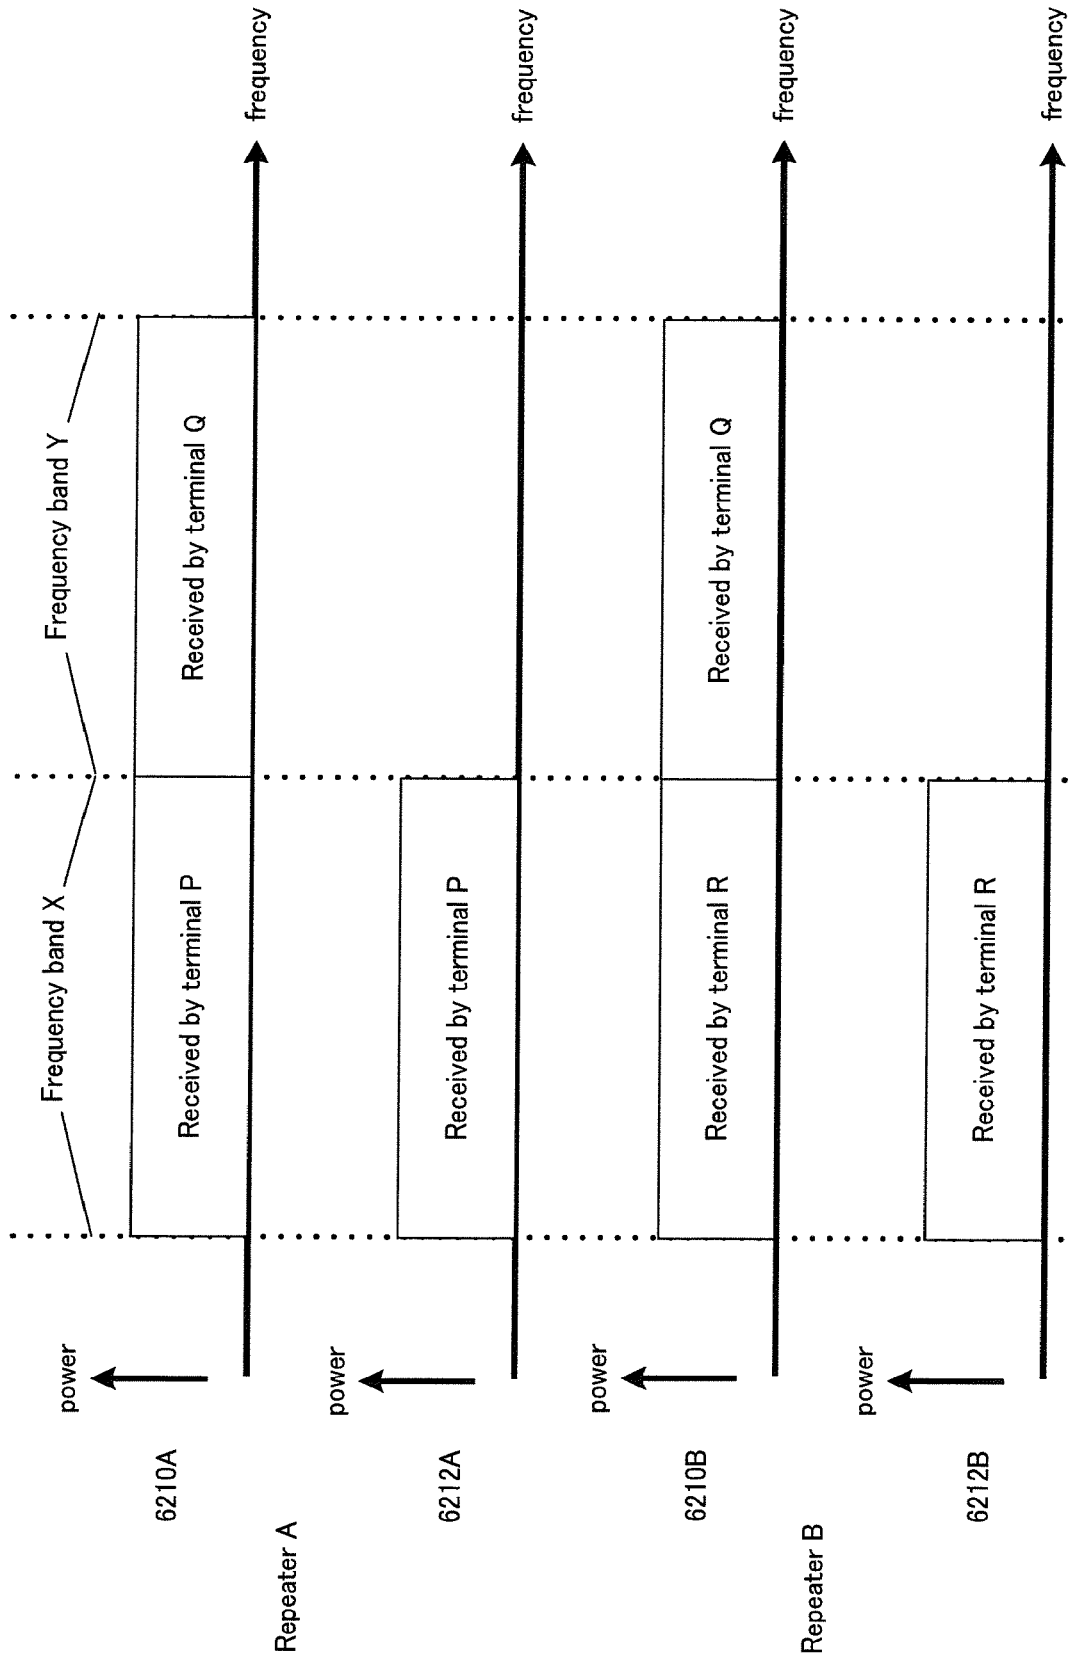 Frequency band X
Frequency band Y
power
6210A
Received by terminal P
Received by terminal Q
frequency
Repeater A
power
6212A
Received by terminal P
frequency
power
6210B
Received by terminal R
Received by terminal Q
frequency
Repeater B
power
6212B
Received by terminal R
frequency